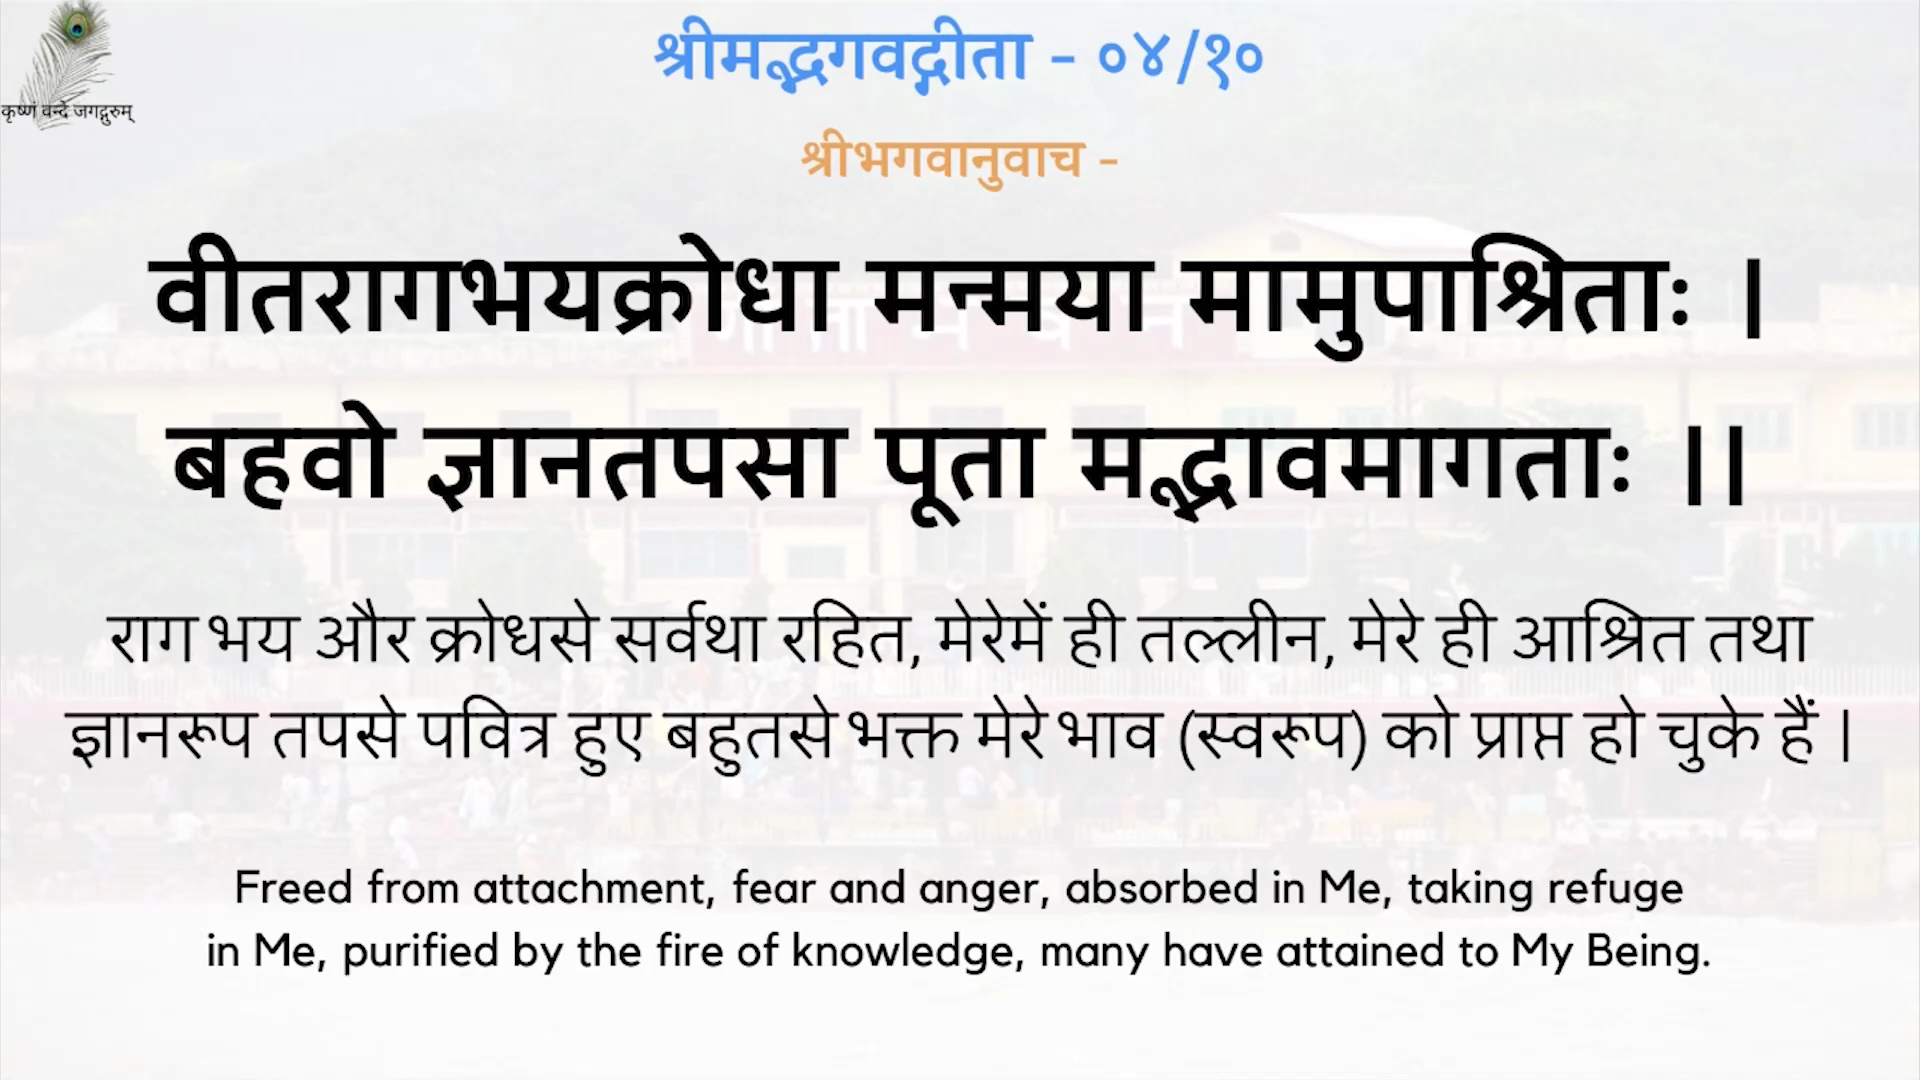 श्रीमद्भगवद्गीता - ०४/१०
कृष्णं वन्दे जगद्गुरुम्
श्रीभगवानुवाच -
वीतरागभयक्रोधा मन्मया मामुपाश्रिताः ।
बहवो ज्ञानतपसा पूता मद्भावमागताः ।।
राग भय और क्रोधसे सर्वथा रहित, मेरेमें ही तल्लीन, मेरे ही आश्रित तथा
ज्ञानरूप तपसे पवित्र हुए बहुतसे भक्त मेरे भाव (स्वरूप) को प्राप्त हो चुके हैं ।
Freed from attachment, fear and anger, absorbed in Me, taking refuge
in Me, purified by the fire of knowledge, many have attained to My Being.